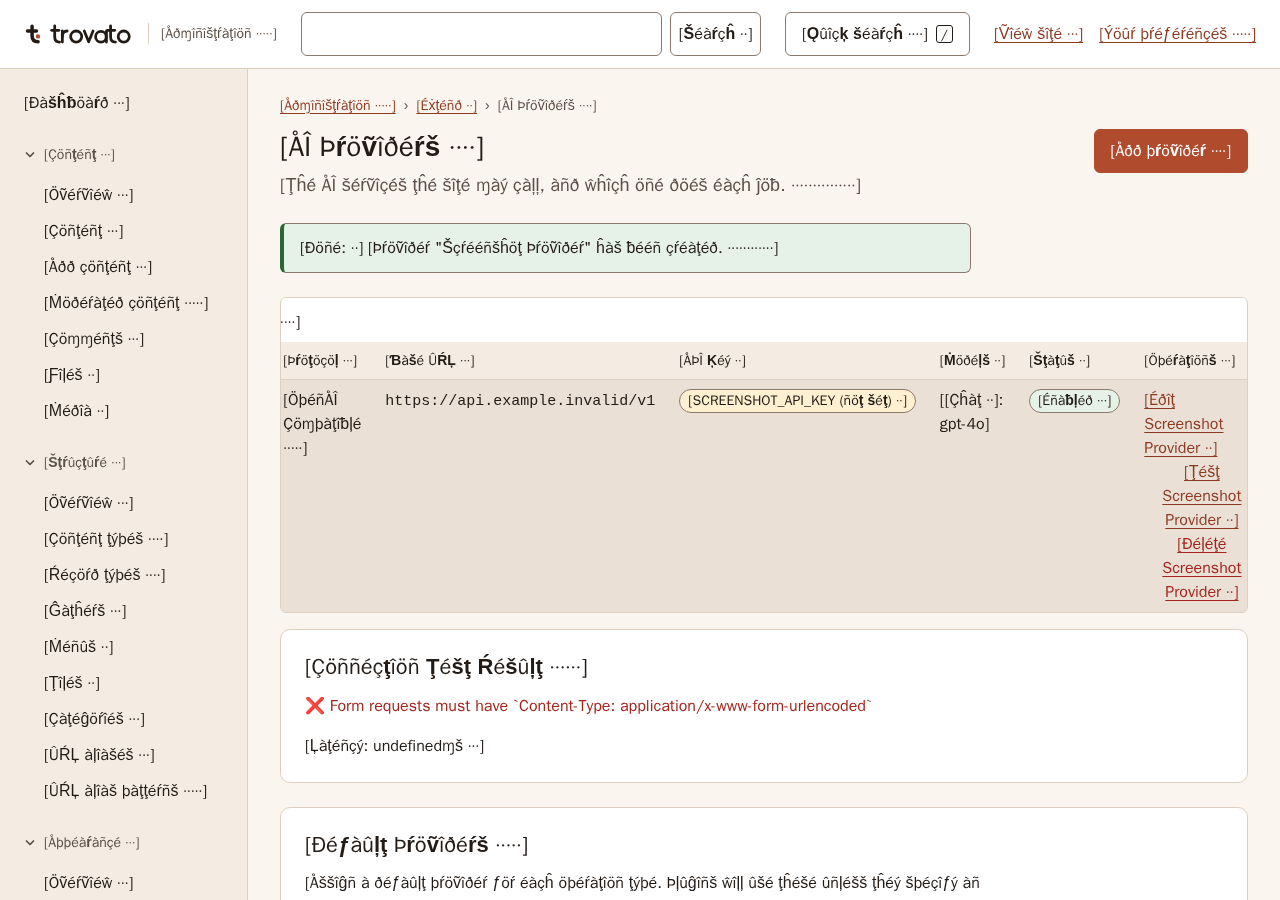 trovato
[Åðɱîñîšţŕàţîöñ ·····]
[Šéàŕçĥ ··]
[Ǫûîçķ šéàŕçĥ ····] /
[Ṽîéŵ šîţé ···]
[Ýöûŕ þŕéƒéŕéñçéš ·····]
[Ðàšĥƀöàŕð ···]
[Çöñţéñţ ···]
[Öṽéŕṽîéŵ ···]
[Çöñţéñţ ···]
[Åðð çöñţéñţ ···]
[Ṁöðéŕàţéð çöñţéñţ ·····]
[Çöɱɱéñţš ···]
[Ƒîļéš ··]
[Ṁéðîà ··]
[Šţŕûçţûŕé ···]
[Öṽéŕṽîéŵ ···]
[Çöñţéñţ ţýþéš ····]
[Ŕéçöŕð ţýþéš ····]
[Ĝàţĥéŕš ···]
[Ṁéñûš ··]
[Ţîļéš ··]
[Çàţéĝöŕîéš ···]
[ÛŔĻ àļîàšéš ···]
[ÛŔĻ àļîàš þàţţéŕñš ·····]
[Åþþéàŕàñçé ···]
[Öṽéŕṽîéŵ ···]
[Åðɱîñîšţŕàţîöñ ·····] › [Éẋţéñð ··] › [ÅÎ Þŕöṽîðéŕš ····]
[ÅÎ Þŕöṽîðéŕš ····]
[Åðð þŕöṽîðéŕ ····]
[Ţĥé ÅÎ šéŕṽîçéš ţĥé šîţé ɱàý çàļļ, àñð ŵĥîçĥ öñé ðöéš éàçĥ ĵöƀ. ···············]
[Ðöñé: ··] [Þŕöṽîðéŕ "Šçŕééñšĥöţ Þŕöṽîðéŕ" ĥàš ƀééñ çŕéàţéð. ············]
····]
[Þŕöţöçöļ ···] [Ɓàšé ÛŔĻ ···] [ÅÞÎ Ķéý ··] [Ṁöðéļš ··] [Šţàţûš ··] [Öþéŕàţîöñš ···]
[ÖþéñÅÎ Çöɱþàţîƀļé ·····] https://api.example.invalid/v1 [SCREENSHOT_API_KEY (ñöţ šéţ) ··] [[Çĥàţ ··]: gpt-4o] [Éñàƀļéð ···]
[Éðîţ
Screenshot
Provider ··]
[Ţéšţ
Screenshot
Provider ··]
[Ðéļéţé
Screenshot
Provider ··]
[Çöññéçţîöñ Ţéšţ Ŕéšûļţ ······]
❌ Form requests must have `Content-Type: application/x-www-form-urlencoded`
[Ļàţéñçý: undefinedɱš ···]
[Ðéƒàûļţ Þŕöṽîðéŕš ·····]
[Åššîĝñ à ðéƒàûļţ þŕöṽîðéŕ ƒöŕ éàçĥ öþéŕàţîöñ ţýþé. Þļûĝîñš ŵîļļ ûšé ţĥéšé ûñļéšš ţĥéý šþéçîƒý àñ